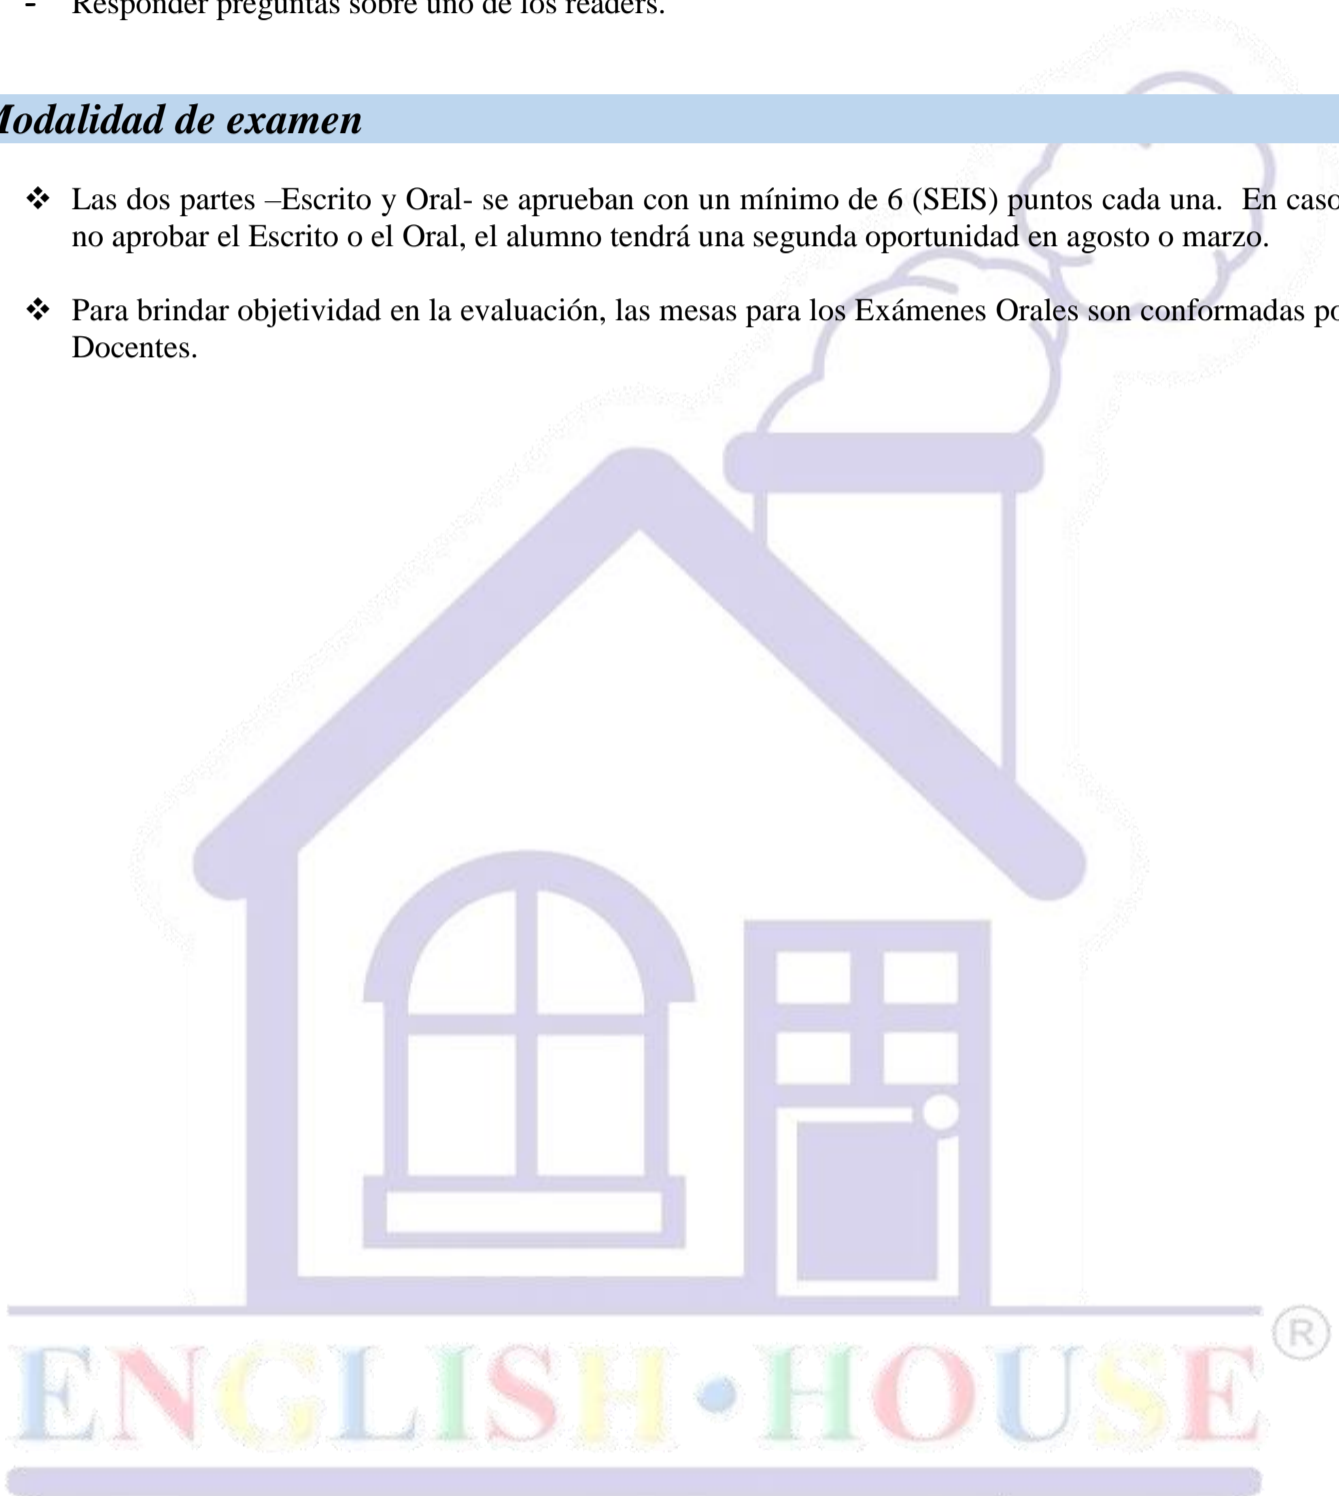 - Responder preguntas sobre uno de los readers.
Modalidad de examen
❖ Las dos partes –Escrito y Oral- se aprueban con un mínimo de 6 (SEIS) puntos cada una. En caso
no aprobar el Escrito o el Oral, el alumno tendrá una segunda oportunidad en agosto o marzo.
❖ Para brindar objetividad en la evaluación, las mesas para los Exámenes Orales son conformadas po
Docentes.
ENGLISH•HOUSE®